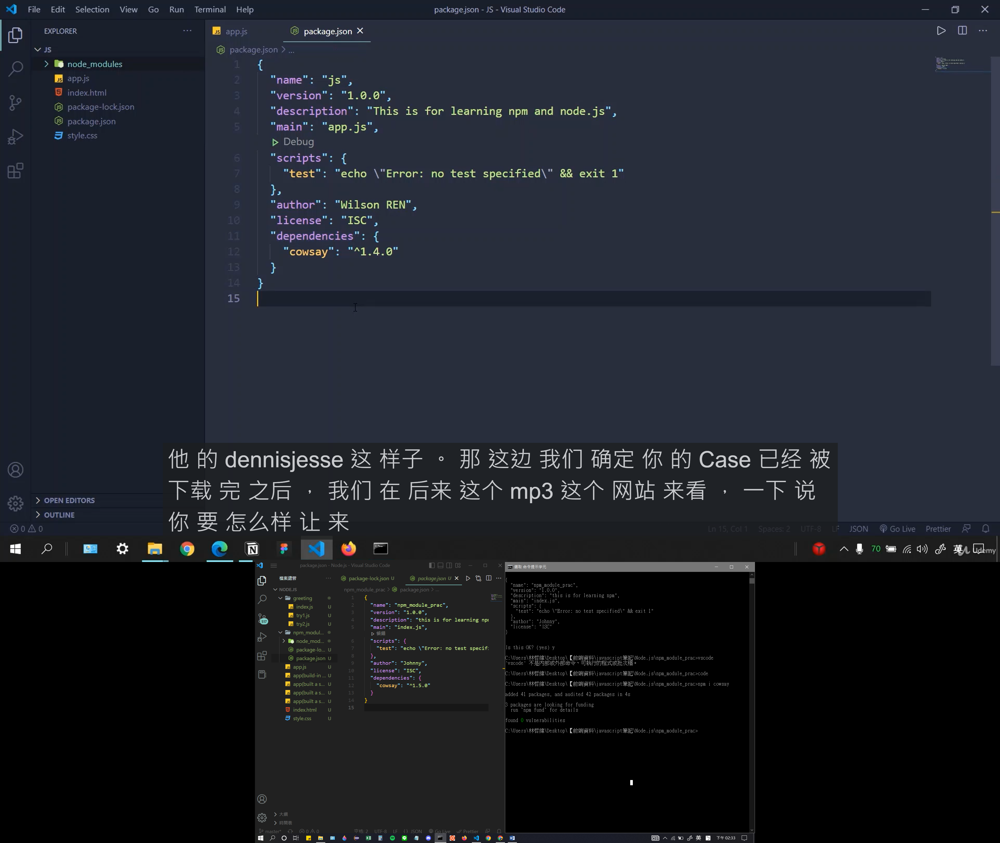 File Edit Selection View Go Run Terminal Help
package.json - JS - Visual Studio Code
EXPLORER
JS
node_modules
app.js
index.html
package-lock.json
package.json
style.css
OPEN EDITORS
OUTLINE
app.js package.json
package.json > ...
1 {
2 "name": "js",
3 "version": "1.0.0",
4 "description": "This is for learning npm and node.js",
5 "main": "app.js",
Debug
6 "scripts": {
7 "test": "echo \"Error: no test specified\" && exit 1"
8 },
9 "author": "Wilson REN",
10 "license": "ISC",
11 "dependencies": {
12 "cowsay": "^1.4.0"
13 }
14 }
15
他 的 dennisjesse 这 样子 。 那 这边 我们 确定 你 的 Case 已经 被
下载 完 之后 ， 我们 在 后来 这个 mp3 这个 网站 来看 ， 一下 说
你 要 怎么样 让 来
0 0 Ln 15, Col 1 Spaces: 2 UTF-8 LF JSON Go Live Prettier
70 英 Udemy
package.json - Node.js - Visual Studio Code
檔案總管
NODE.JS
greeting
index.js U
try1.js U
try2.js U
npm_modul...
node_mod...
package-lo... U
package.json U
app.js U
app(build-in ... U
app(built a s... U
app(built a s... U
app(built a s... U
index.html U
style.css U
大綱
時間表
517
package-lock.json U package.json U
npm_module_prac > package.json > ...
1 {
2 "name": "npm_module_prac",
3 "version": "1.0.0",
4 "description": "this is for learning npm
5 "main": "index.js",
偵錯
6 "scripts": {
7 "test": "echo \"Error: no test specifi
8 },
9 "author": "Johnny",
10 "license": "ISC",
11 "dependencies": {
12 "cowsay": "^1.5.0"
13 }
14 }
15
master* 0 0 空格: 2 UTF-8 LF { } JSON Go Live Prettier
選取 命令提示字元
{
"name": "npm_module_prac",
"version": "1.0.0",
"description": "this is for learning npm",
"main": "index.js",
"scripts": {
"test": "echo \"Error: no test specified\" && exit 1"
},
"author": "Johnny",
"license": "ISC"
}
Is this OK? (yes) y
C:\Users\林哲緯\Desktop\【前端資料\javascript筆記\Node.js\npm_module_prac>vscode
'vscode' 不是內部或外部命令、可執行的程式或批次檔。
C:\Users\林哲緯\Desktop\【前端資料\javascript筆記\Node.js\npm_module_prac>code
C:\Users\林哲緯\Desktop\【前端資料\javascript筆記\Node.js\npm_module_prac>npm i cowsay
added 41 packages, and audited 42 packages in 4s
3 packages are looking for funding
run `npm fund` for details
found 0 vulnerabilities
C:\Users\林哲緯\Desktop\【前端資料\javascript筆記\Node.js\npm_module_prac>
英 下午 02:33